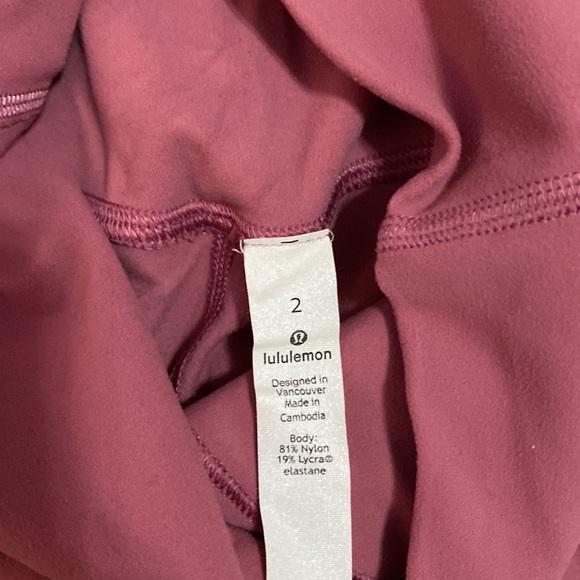 2
lululemon
Designed in
Vancouver
Made in
Cambodia
Body:
81% Nylon
19% Lycra®
elastane